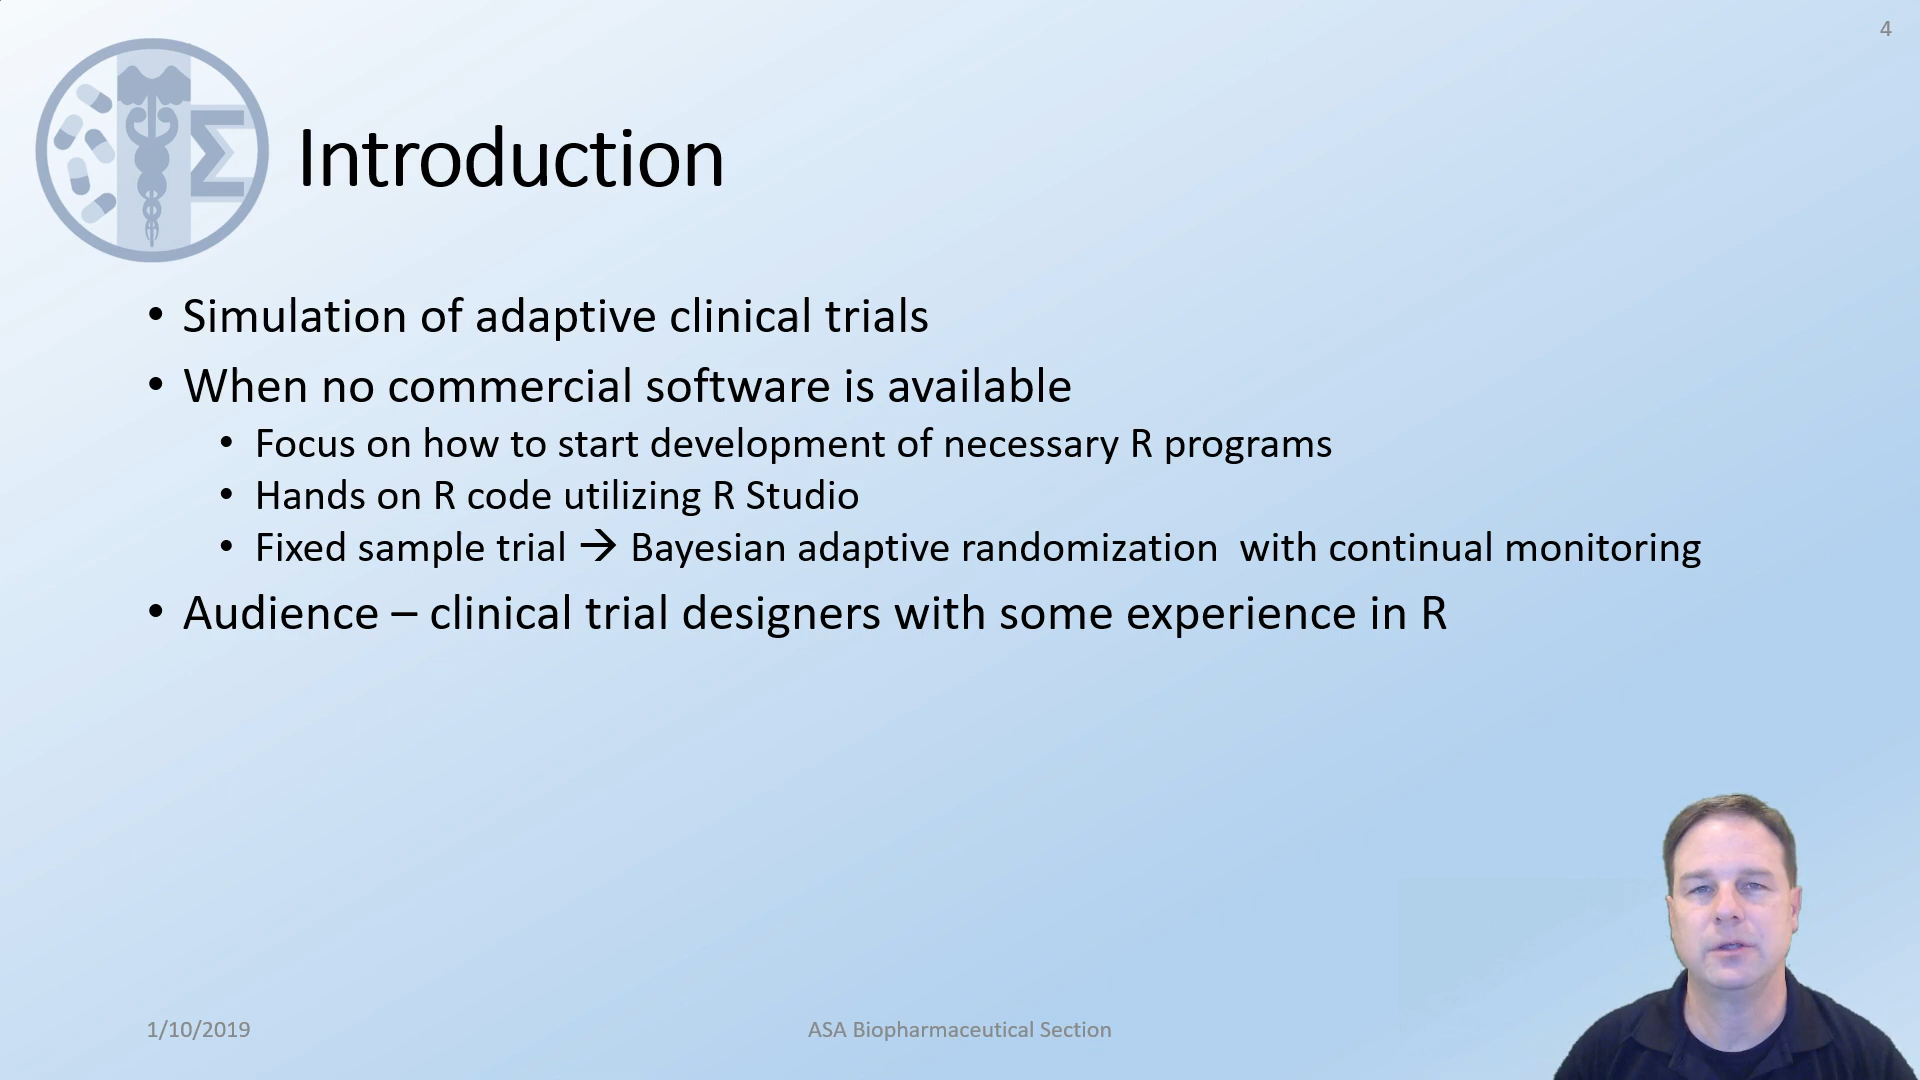 4
Introduction
• Simulation of adaptive clinical trials
• When no commercial software is available
• Focus on how to start development of necessary R programs
• Hands on R code utilizing R Studio
• Fixed sample trial → Bayesian adaptive randomization  with continual monitoring
• Audience – clinical trial designers with some experience in R
1/10/2019
ASA Biopharmaceutical Section